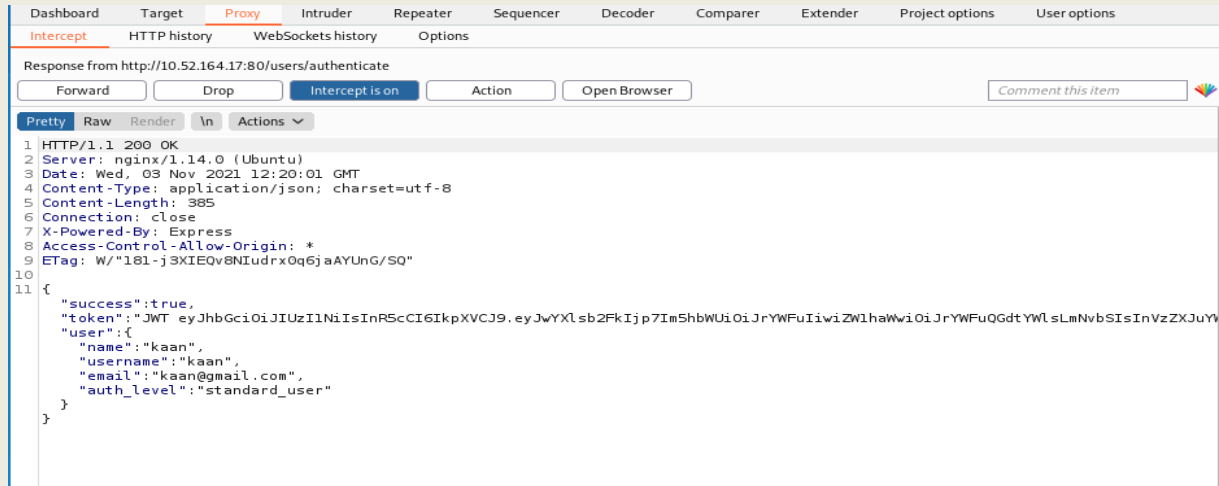 Dashboard Target Proxy Intruder Repeater Sequencer Decoder Comparer Extender Project options User options
Intercept HTTP history WebSockets history Options
Response from http://10.52.164.17:80/users/authenticate
Forward Drop Intercept is on Action Open Browser Comment this item
Pretty Raw Render \n Actions
1 HTTP/1.1 200 OK
2 Server: nginx/1.14.0 (Ubuntu)
3 Date: Wed, 03 Nov 2021 12:20:01 GMT
4 Content-Type: application/json; charset=utf-8
5 Content-Length: 385
6 Connection: close
7 X-Powered-By: Express
8 Access-Control-Allow-Origin: *
9 ETag: W/"181-j3XIEQv8NIudrx0q6jaAYUnG/SQ"
10
11 {
"success":true,
"token":"JWT eyJhbGciOiJIUzI1NiIsInR5cCI6IkpXVCJ9.eyJwYXlsb2FkIjp7Im5hbWUiOiJrYWFuIiwiZW1haWwiOiJrYWFuQGdtYWlsLmNvbSIsInVzZXJuYW
"user":{
"name":"kaan",
"username":"kaan",
"email":"kaan@gmail.com",
"auth_level":"standard_user"
}
}